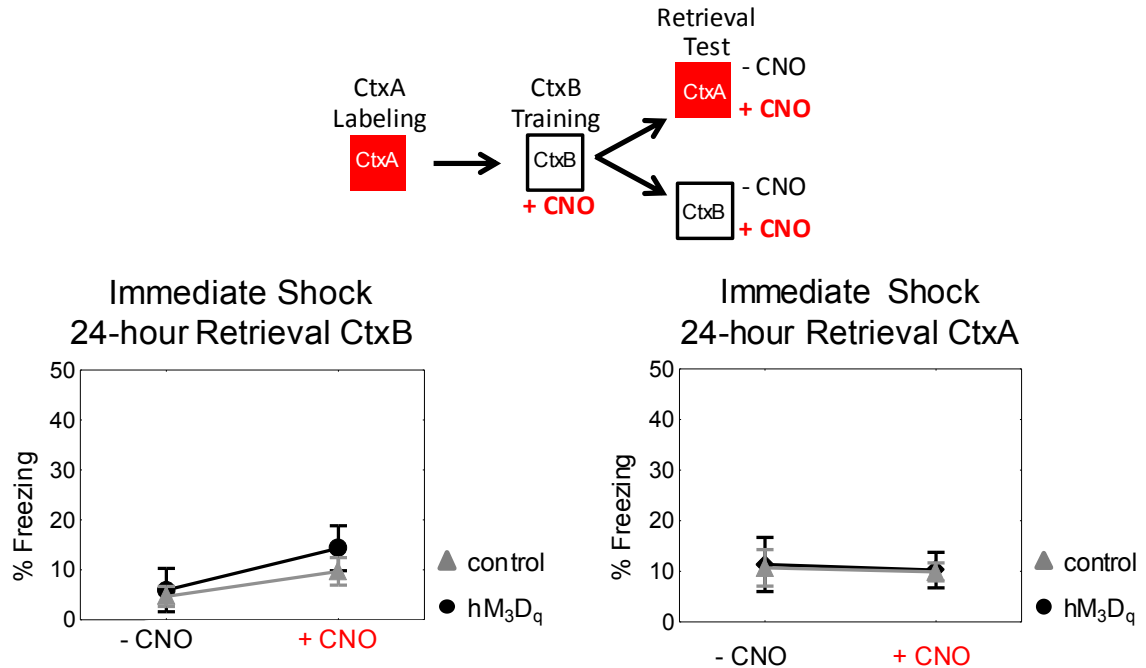 Retrieval
Test
CtxA
Labeling
CtxA
CtxB
Training
CtxB
+ CNO
CtxA
- CNO
+ CNO
CtxB
- CNO
+ CNO
Immediate Shock
24-hour Retrieval CtxB
% Freezing
50
40
30
20
10
0
- CNO
+ CNO
control
hM₃Dq
Immediate Shock
24-hour Retrieval CtxA
% Freezing
50
40
30
20
10
0
- CNO
+ CNO
control
hM₃Dq